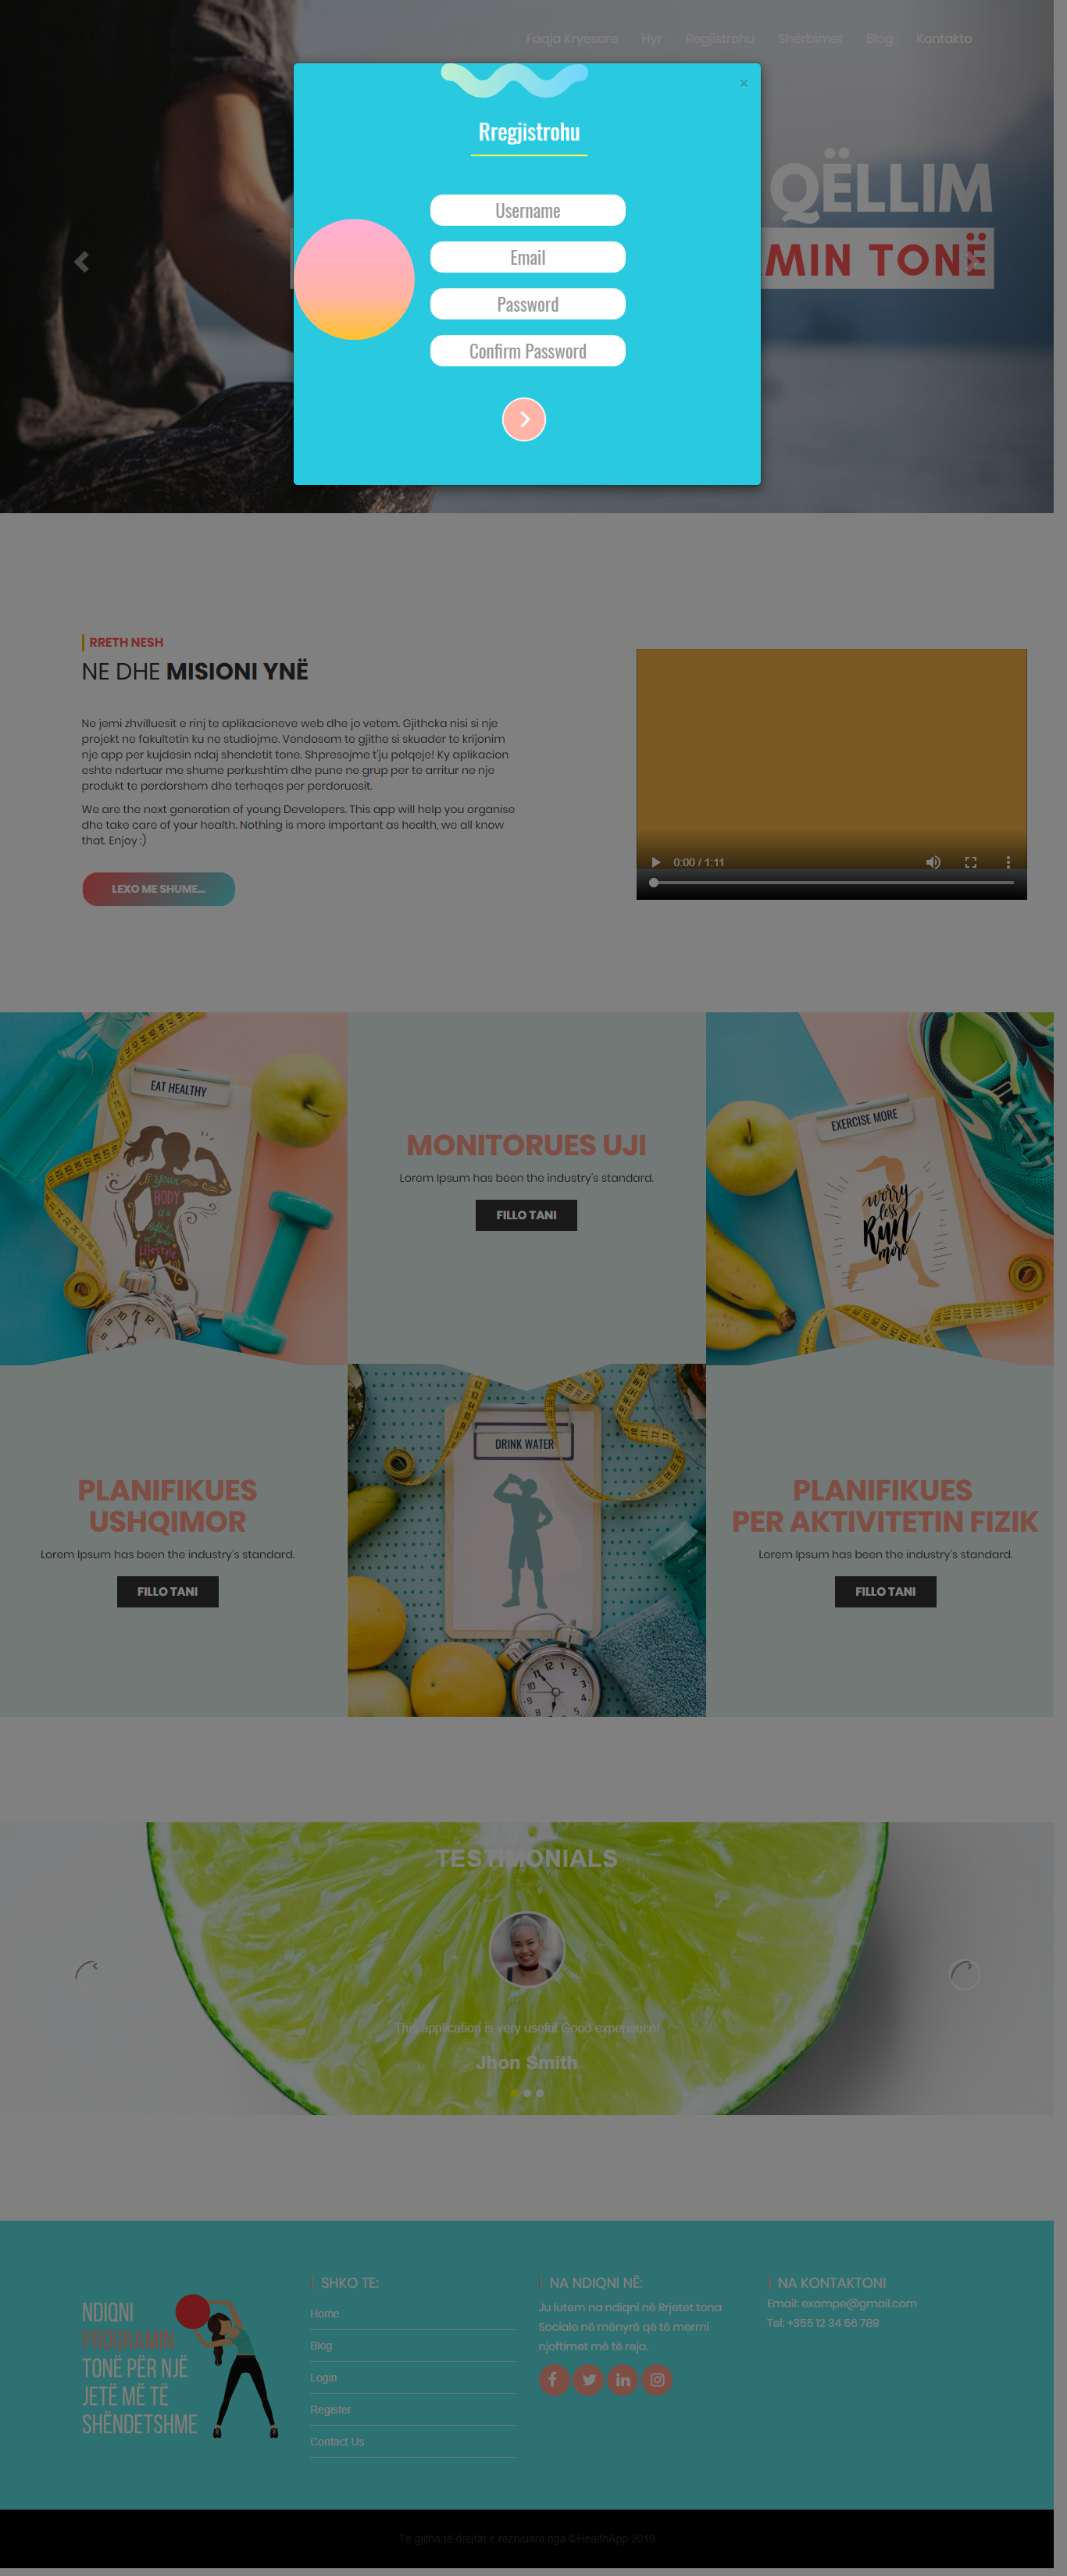 Faqja Kryesore Hyr Regjistrohu Shërbimet Blog Kontakto
×
Rregjistrohu
Username
Email
Password
Confirm Password
QËLLIM
MIN TONË
RRETH NESH
NE DHE MISIONI YNË
Ne jemi zhvilluesit e rinj te aplikacioneve web dhe jo vetem. Gjithcka nisi si nje
projekt ne fakultetin ku ne studiojme. Vendosem te gjithe si skuader te krijonim
nje app per kujdesin ndaj shendetit tone. Shpresojme t'ju pelqeje! Ky aplikacion
eshte ndertuar me shume perkushtim dhe pune ne grup per te arritur ne nje
produkt te perdorshem dhe terheqes per perdoruesit.
We are the next generation of young Developers. This app will help you organise
dhe take care of your health. Nothing is more important as health, we all know
that. Enjoy :)
LEXO ME SHUME...
0:00 / 1:11
EAT HEALTHY
Your
BODY
is a
of your
Lifestyle
MONITORUES UJI
Lorem Ipsum has been the industry's standard.
FILLO TANI
EXERCISE MORE
worry
less
Run
more
PLANIFIKUES
USHQIMOR
Lorem Ipsum has been the industry's standard.
FILLO TANI
DRINK WATER
PLANIFIKUES
PER AKTIVITETIN FIZIK
Lorem Ipsum has been the industry's standard.
FILLO TANI
TESTIMONIALS
This application is very useful Good experience!
Jhon Smith
NDIQNI
PROGRAMIN
TONË PËR NJË
JETË MË TË
SHËNDETSHME
SHKO TE:
Home
Blog
Login
Register
Contact Us
NA NDIQNI NË:
Ju lutem na ndiqni në Rrjetet tona
Sociale në mënyrë që të merrni
njoftimet më të reja.
NA KONTAKTONI
Email: exampe@gmail.com
Tel: +355 12 34 56 789
Të gjitha të drejtat e rezrvuara nga ©HealthApp 2019